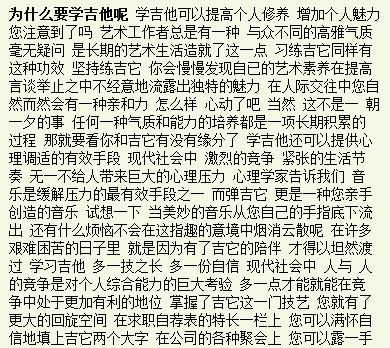 为什么要学吉他呢 学吉他可以提高个人修养 增加个人魅力
您注意到了吗 艺术工作者总是有一种 与众不同的高雅气质
毫无疑问 是长期的艺术生活造就了这一点 习练吉它同样有
这种功效 坚持练吉它 你会慢慢发现自已的艺术素养在提高
言谈举止之中不经意地流露出独特的魅力 在人际交往中您自
然而然会有一种亲和力 怎么样 心动了吧 当然 这不是一 朝
一夕的事 任何一种气质和能力的培养都是一项长期积累的
过程 那就要看你和吉它有没有缘分了 学吉他还可以提供心
理调适的有效手段 现代社会中 激烈的竞争 紧张的生活节
奏 无一不给人带来巨大的心理压力 心理学家告诉我们 音
乐是缓解压力的最有效手段之一 而弹吉它 更是一种您亲手
创造的音乐 试想一下 当美妙的音乐从您自己的手指底下流
出 还有什么烦恼不会在这指趣的意境中烟消云散呢 在许多
艰难困苦的日子里 就是因为有了吉它的陪伴 才得以坦然渡
过 学习吉他 多一技之长 多一份自信 现代社会中 人与 人
的竞争是对个人综合能力的巨大考验 多一点才能就能在竞
争中处于更加有利的地位 掌握了吉它这一门技艺 您就有了
更大的回旋空间 在求职自荐表的特长一栏上 您可以满怀自
信地填上吉它两个大字 在公司的各种聚会上 您可以露一手